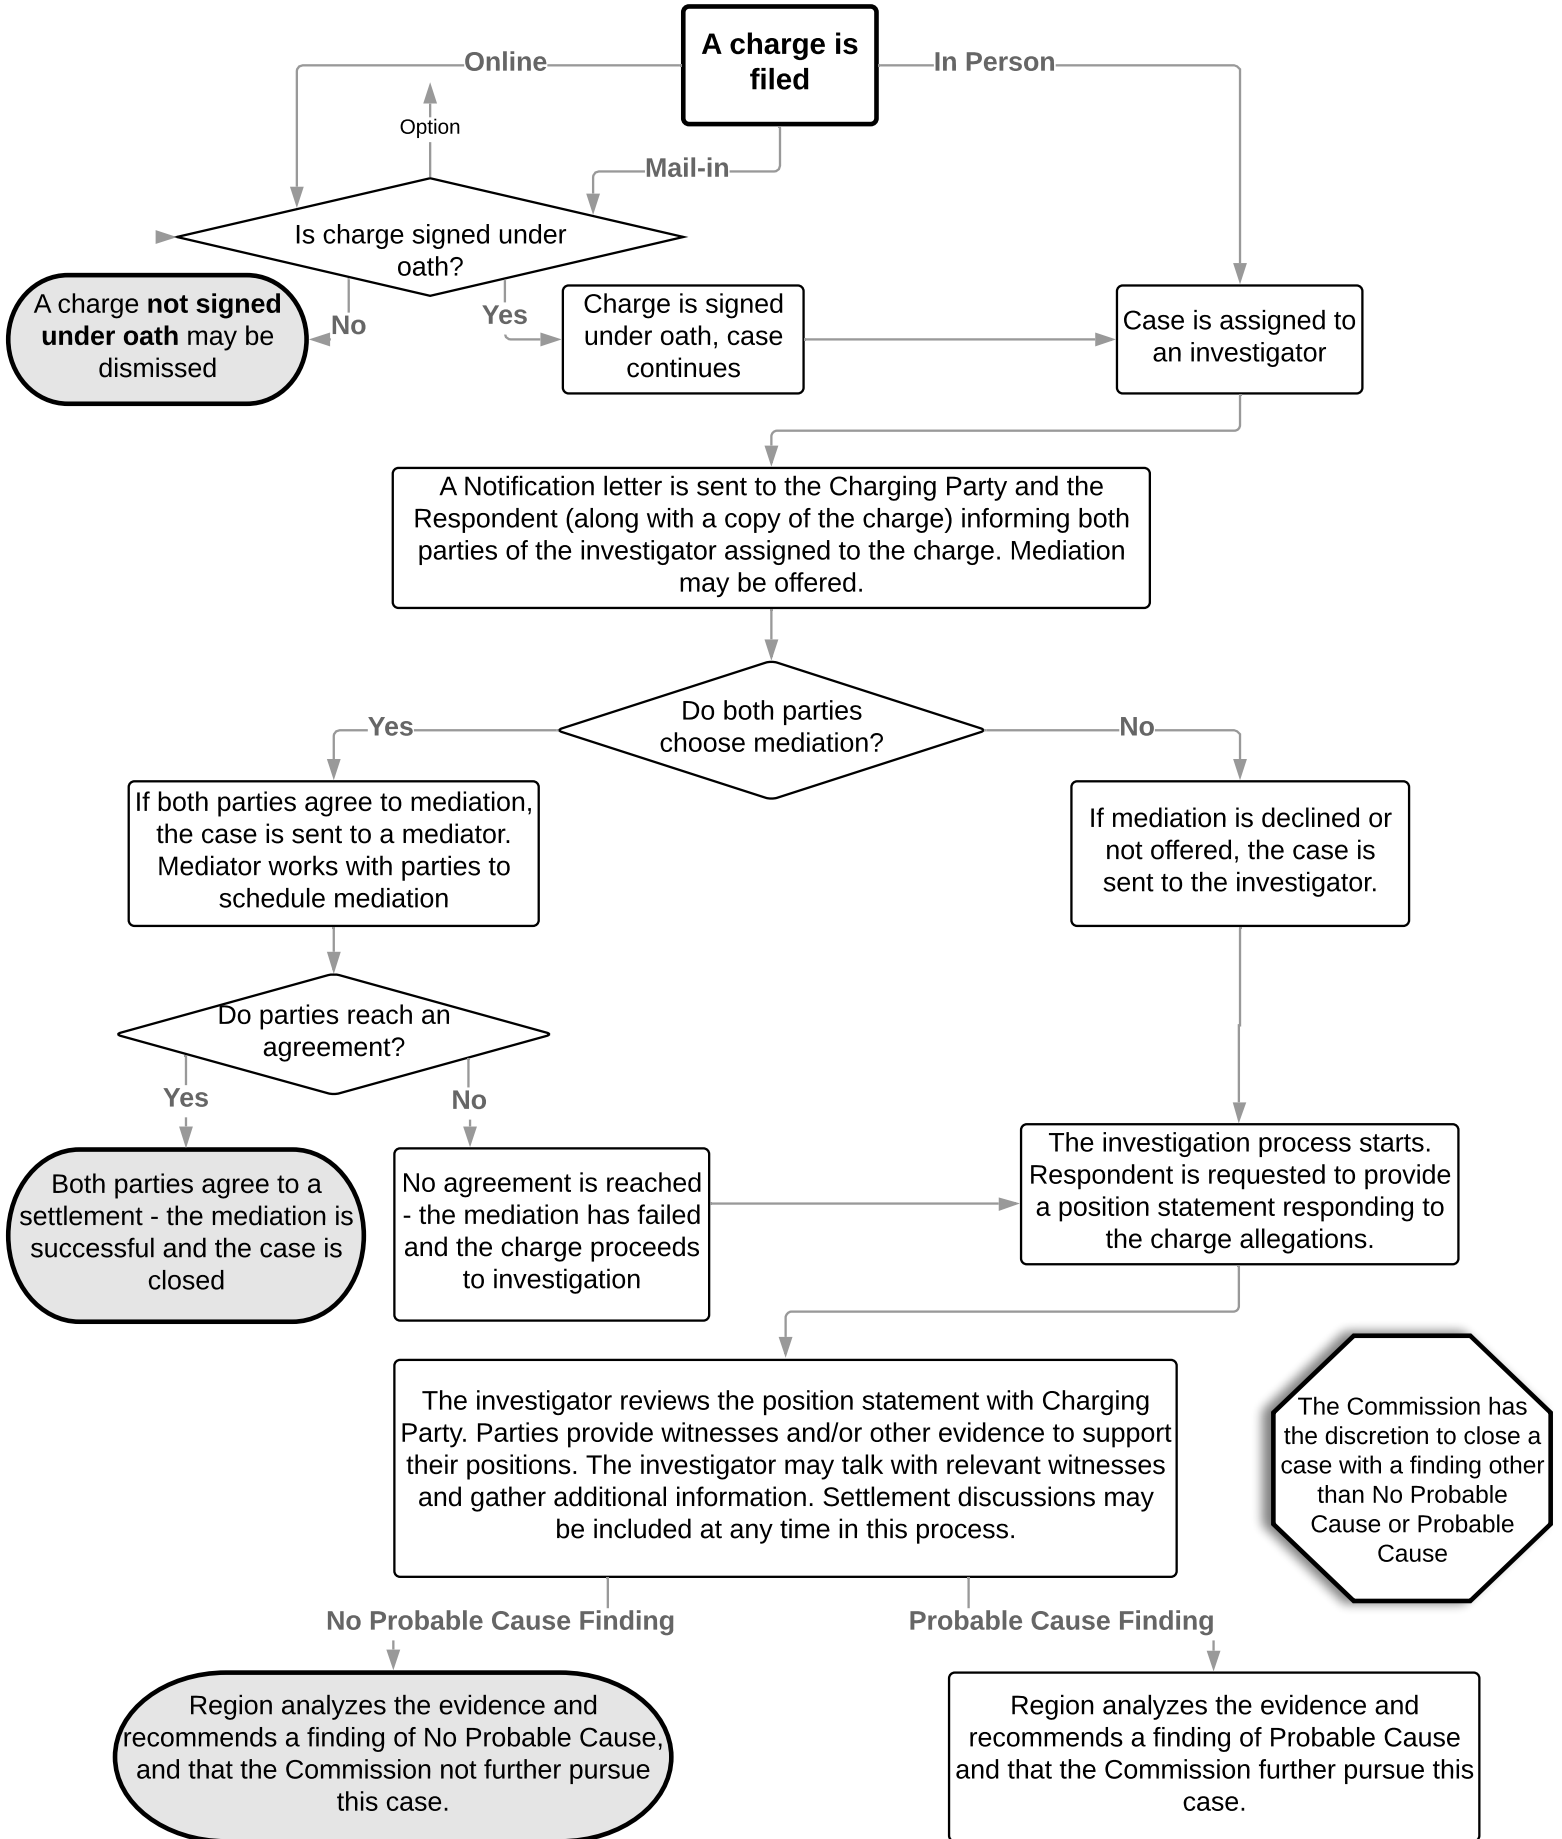 A charge is
filed
Online
In Person
Option
Mail-in
Is charge signed under
oath?
A charge not signed
under oath may be
dismissed
No
Yes
Charge is signed
under oath, case
continues
Case is assigned to
an investigator
A Notification letter is sent to the Charging Party and the
Respondent (along with a copy of the charge) informing both
parties of the investigator assigned to the charge. Mediation
may be offered.
Do both parties
choose mediation?
Yes
No
If both parties agree to mediation,
the case is sent to a mediator.
Mediator works with parties to
schedule mediation
If mediation is declined or
not offered, the case is
sent to the investigator.
Do parties reach an
agreement?
Yes
No
Both parties agree to a
settlement - the mediation is
successful and the case is
closed
No agreement is reached
- the mediation has failed
and the charge proceeds
to investigation
The investigation process starts.
Respondent is requested to provide
a position statement responding to
the charge allegations.
The investigator reviews the position statement with Charging
Party. Parties provide witnesses and/or other evidence to support
their positions. The investigator may talk with relevant witnesses
and gather additional information. Settlement discussions may
be included at any time in this process.
The Commission has
the discretion to close a
case with a finding other
than No Probable
Cause or Probable
Cause
No Probable Cause Finding
Probable Cause Finding
Region analyzes the evidence and
recommends a finding of No Probable Cause,
and that the Commission not further pursue
this case.
Region analyzes the evidence and
recommends a finding of Probable Cause
and that the Commission further pursue this
case.